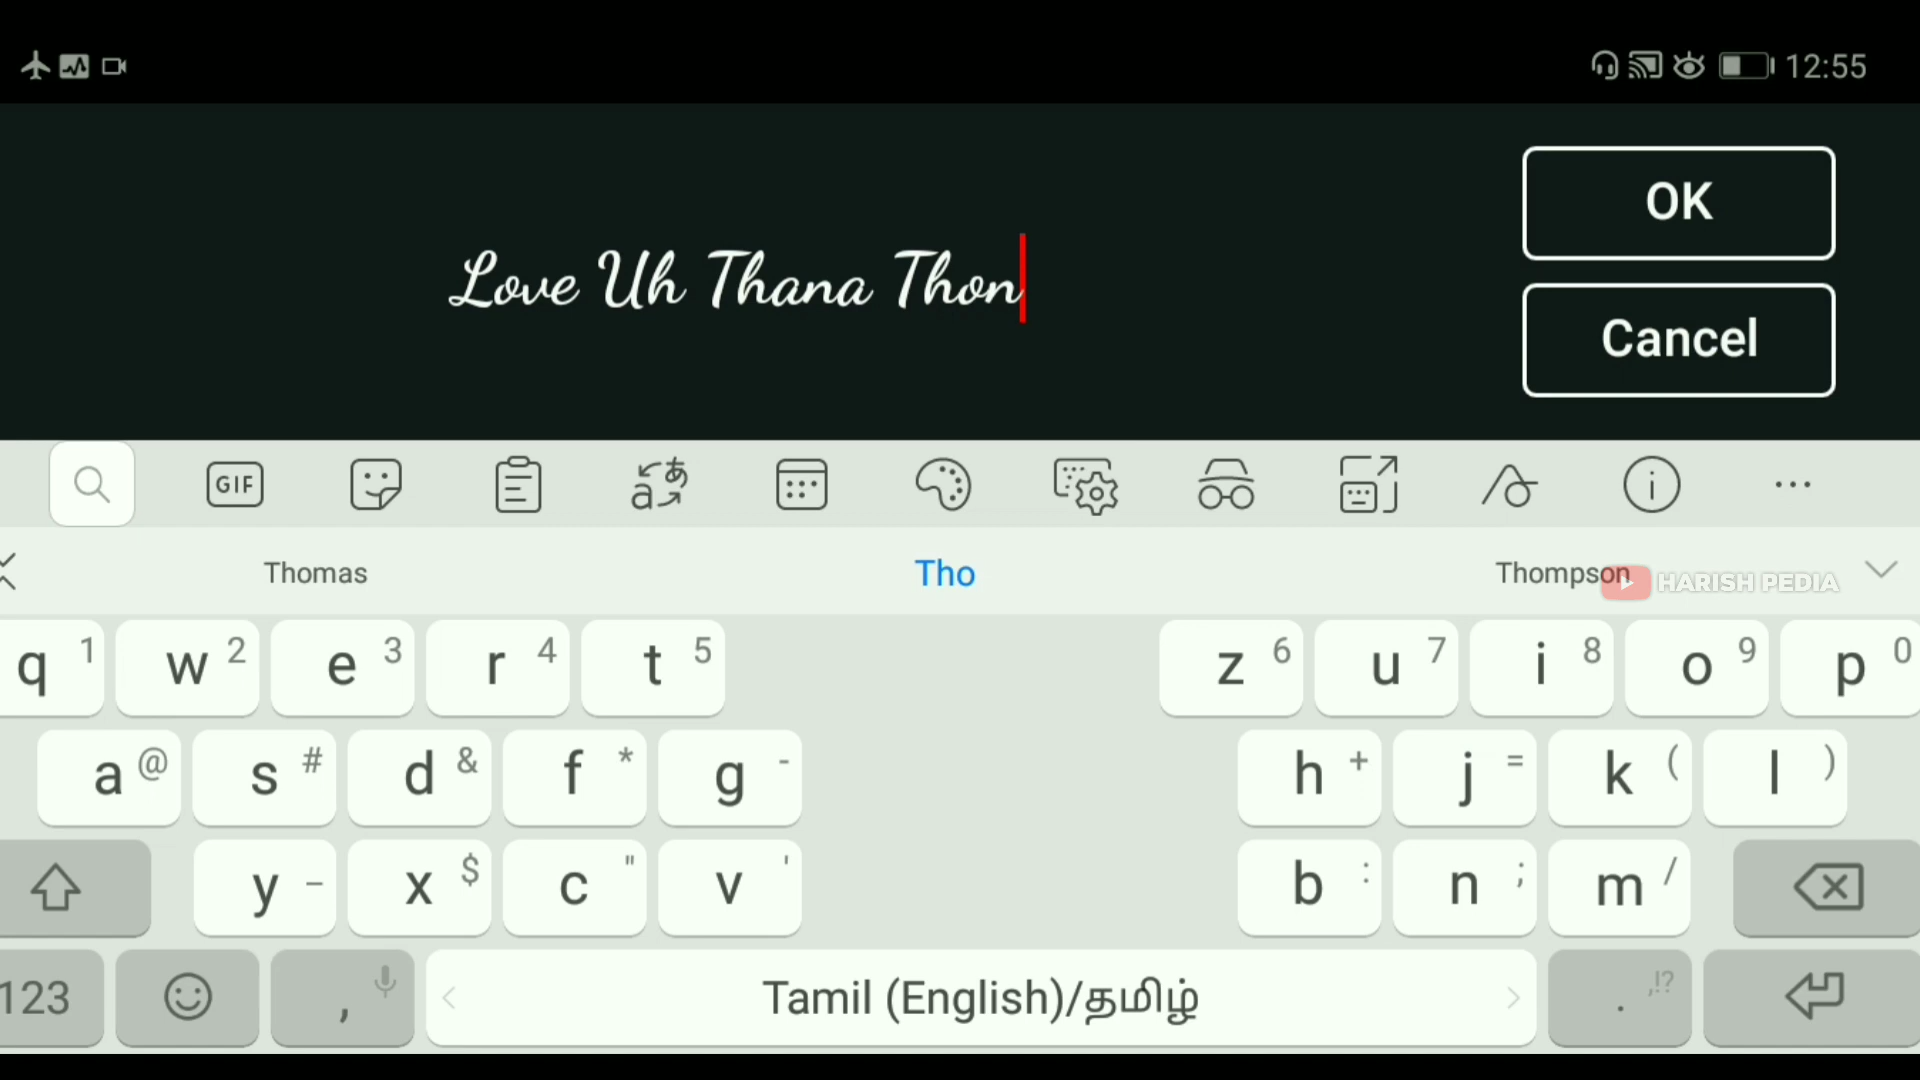 12:55
Love Uh Thana Thon
OK
Cancel
GIF
a あ
i
Thomas Tho Thompson
HARISH PEDIA
q 1 w 2 e 3 r 4 t 5 z 6 u 7 i 8 o 9 p 0
a @ s # d & f * g - h + j = k ( l )
y – x $ c " v ' b : n ; m /
123 , Tamil (English)/தமிழ் . ,!?